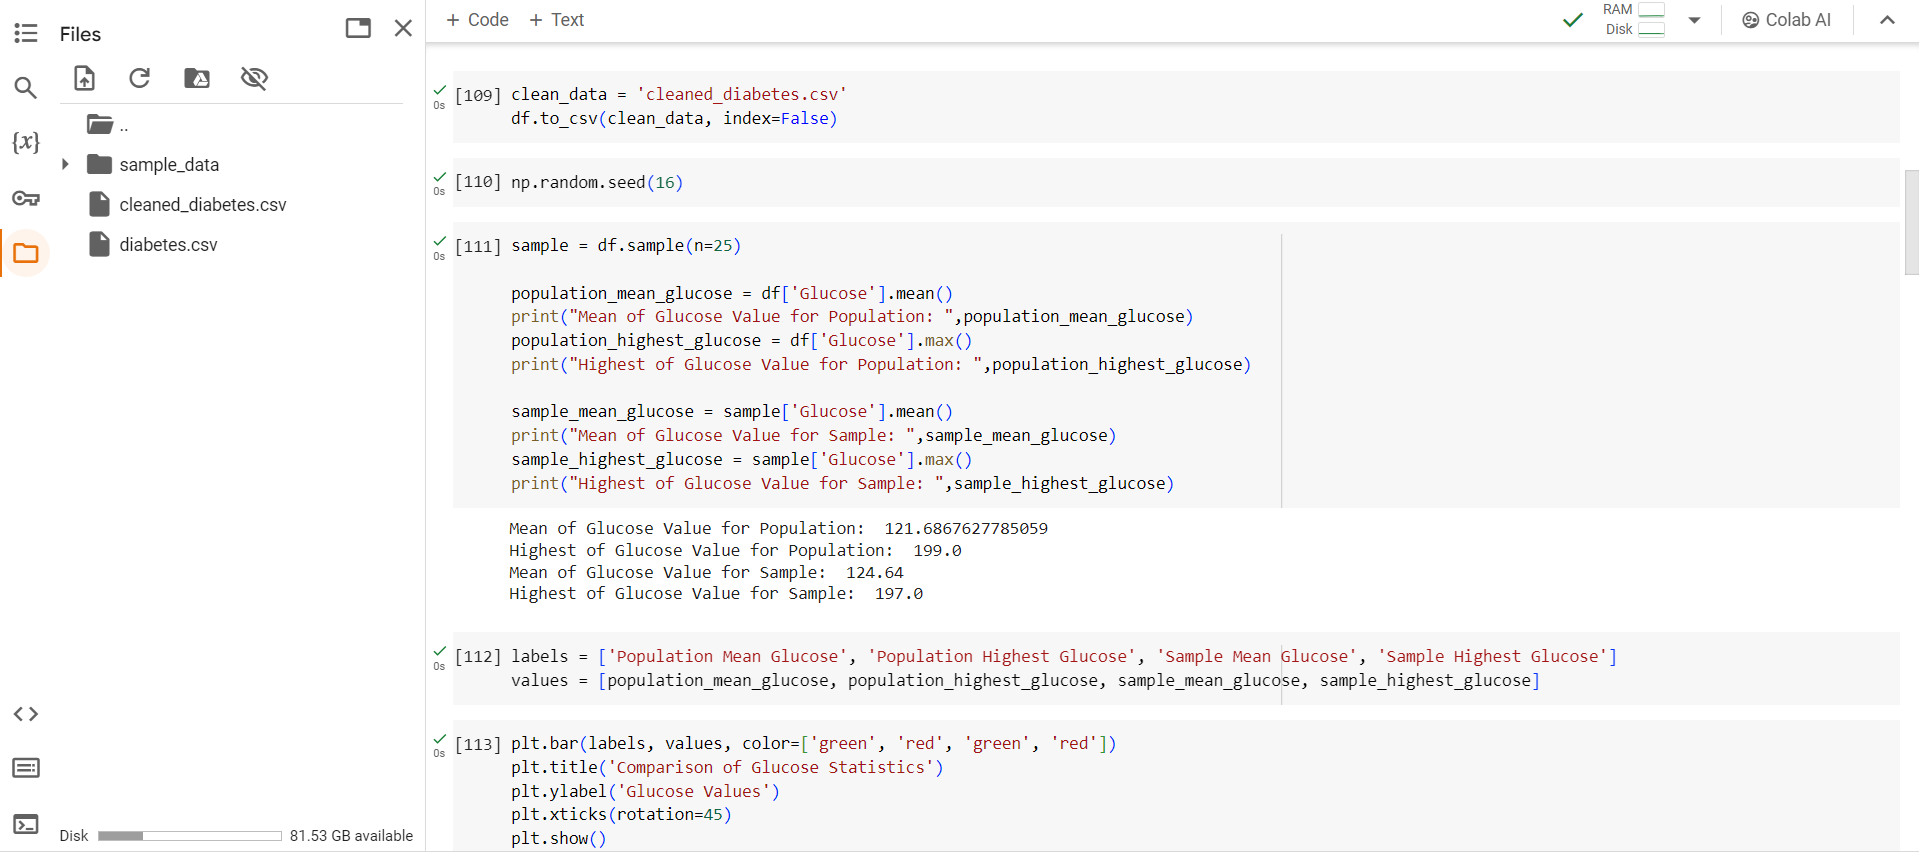 Files
..
sample_data
cleaned_diabetes.csv
diabetes.csv
{x}
Disk 81.53 GB available
+ Code + Text
RAM
Disk
Colab AI
0s
[109] clean_data = 'cleaned_diabetes.csv'
df.to_csv(clean_data, index=False)
0s
[110] np.random.seed(16)
0s
[111] sample = df.sample(n=25)
population_mean_glucose = df['Glucose'].mean()
print("Mean of Glucose Value for Population: ",population_mean_glucose)
population_highest_glucose = df['Glucose'].max()
print("Highest of Glucose Value for Population: ",population_highest_glucose)
sample_mean_glucose = sample['Glucose'].mean()
print("Mean of Glucose Value for Sample: ",sample_mean_glucose)
sample_highest_glucose = sample['Glucose'].max()
print("Highest of Glucose Value for Sample: ",sample_highest_glucose)
Mean of Glucose Value for Population:  121.6867627785059
Highest of Glucose Value for Population:  199.0
Mean of Glucose Value for Sample:  124.64
Highest of Glucose Value for Sample:  197.0
0s
[112] labels = ['Population Mean Glucose', 'Population Highest Glucose', 'Sample Mean Glucose', 'Sample Highest Glucose']
values = [population_mean_glucose, population_highest_glucose, sample_mean_glucose, sample_highest_glucose]
0s
[113] plt.bar(labels, values, color=['green', 'red', 'green', 'red'])
plt.title('Comparison of Glucose Statistics')
plt.ylabel('Glucose Values')
plt.xticks(rotation=45)
plt.show()